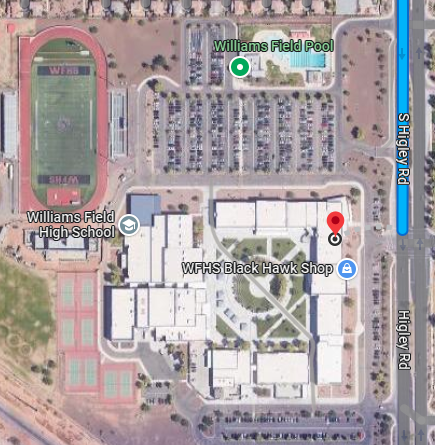 Williams Field Pool
WFHS
S Higley Rd
WFHS
Williams Field
High School
WFHS Black Hawk Shop
Higley Rd